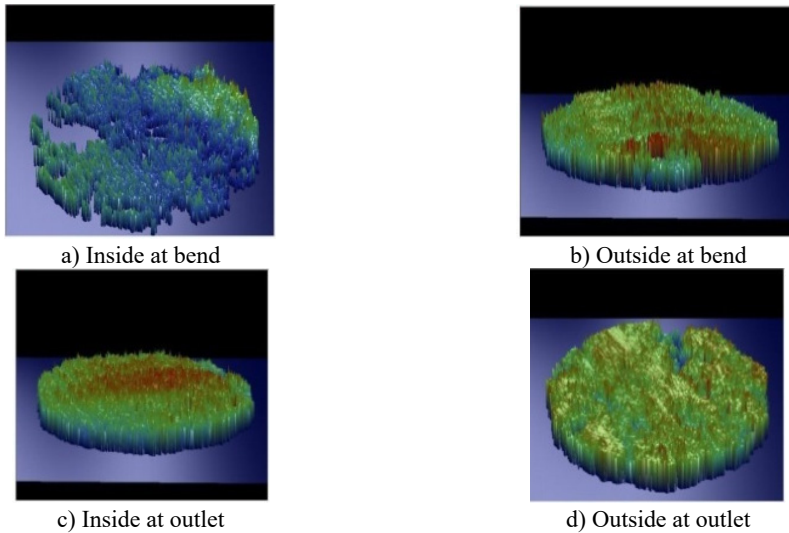 a) Inside at bend
b) Outside at bend
c) Inside at outlet
d) Outside at outlet